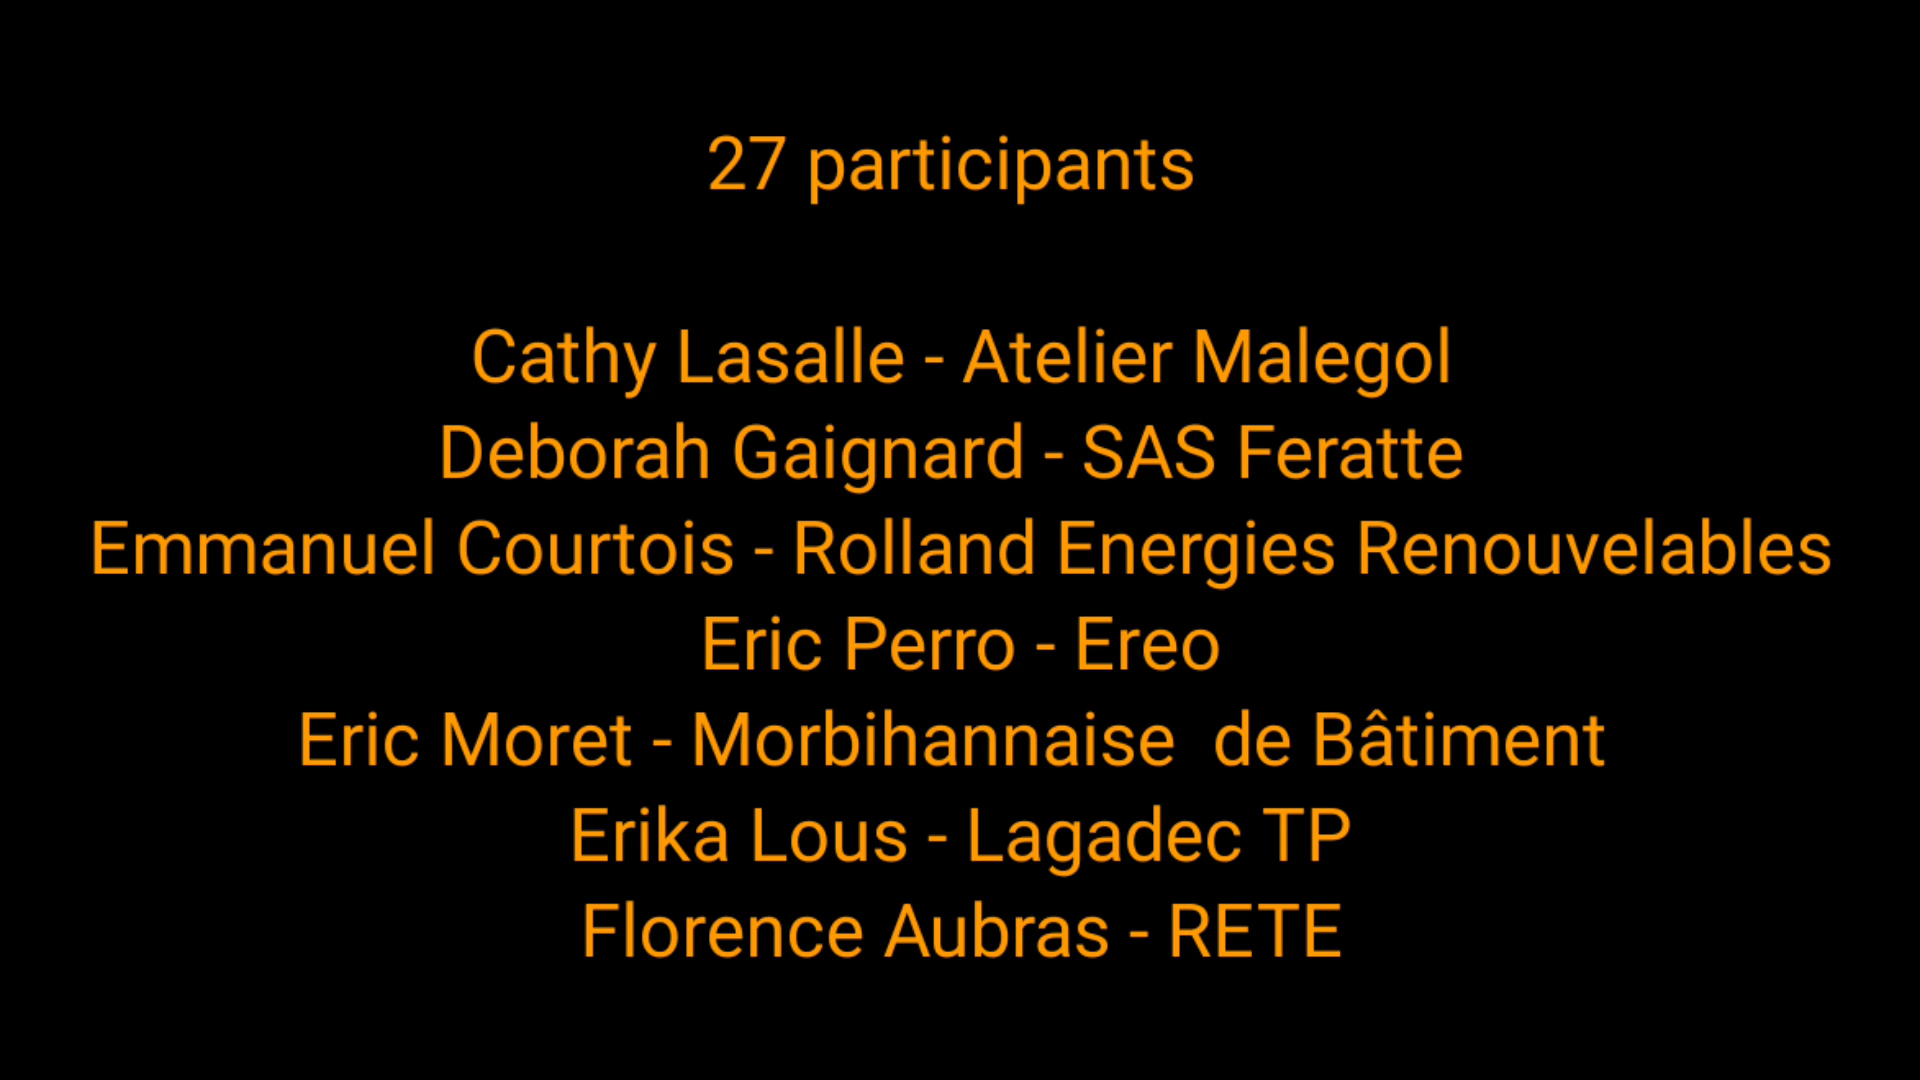 27 participants
Cathy Lasalle - Atelier Malegol
Deborah Gaignard - SAS Feratte
Emmanuel Courtois - Rolland Energies Renouvelables
Eric Perro - Ereo
Eric Moret - Morbihannaise  de Bâtiment
Erika Lous - Lagadec TP
Florence Aubras - RETE